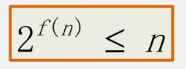 2^{f(n)} ≤ n